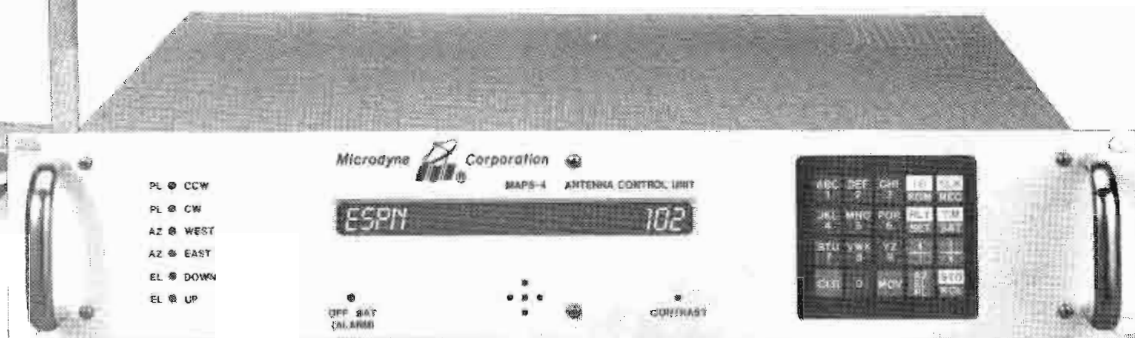 Microdyne Corporation ®
MAPS-4 ANTENNA CONTROL UNIT
ESPN 102
PL CCW
PL CW
AZ WEST
AZ EAST
EL DOWN
EL UP
OFF SAT
(ALARM)
CONTRAST
ABC DEF GHI
1 2 3
JKL MNO PQR
4 5 6
STU VWX YZ
7 8 9
CLR 0 MOV